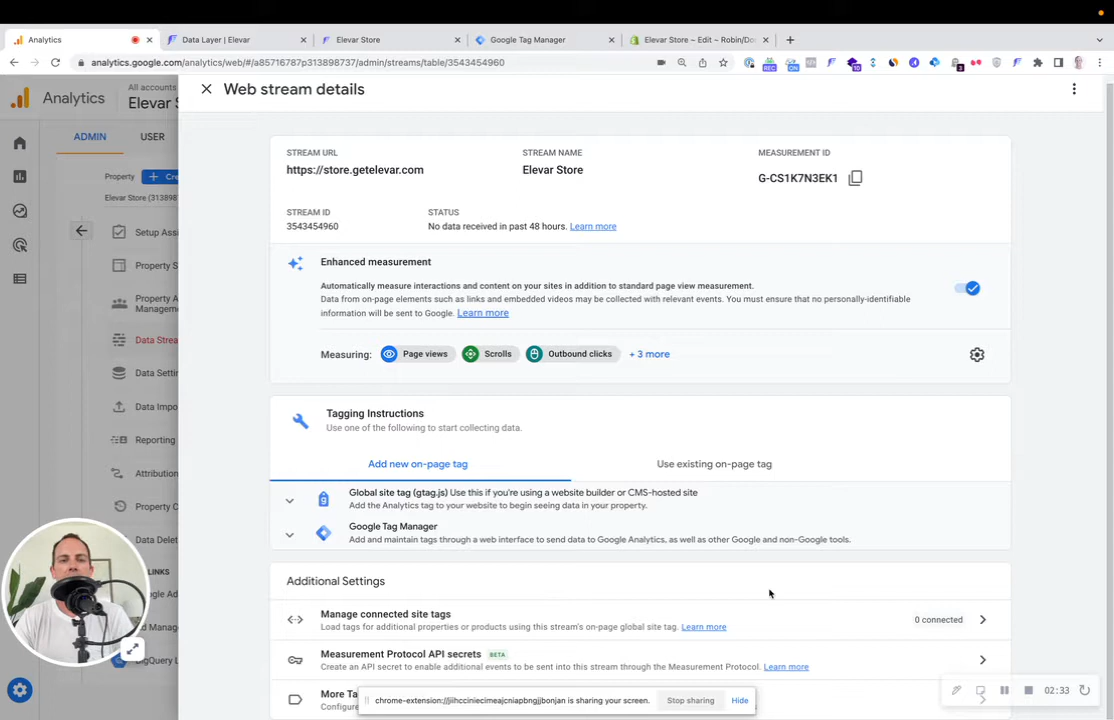 Analytics
Data Layer | Elevar
Elevar Store
Google Tag Manager
Elevar Store ~ Edit ~ Robin/Do
analytics.google.com/analytics/web/#/a85716787p313898737/admin/streams/table/3543454960
REC
ON
10
Analytics
All accounts
Elevar S
Web stream details
ADMIN
USER
Property
Cre
Elevar Store (313898
Setup Ass
Property S
Property A
Management
Data Strea
Data Settin
Data Impo
Reporting
Attribution
Property C
Data Delet
LINKS
Google Ad
d Manag
BigQuery L
STREAM URL
https://store.getelevar.com
STREAM NAME
Elevar Store
MEASUREMENT ID
G-CS1K7N3EK1
STREAM ID
3543454960
STATUS
No data received in past 48 hours. Learn more
Enhanced measurement
Automatically measure interactions and content on your sites in addition to standard page view measurement.
Data from on-page elements such as links and embedded videos may be collected with relevant events. You must ensure that no personally-identifiable
information will be sent to Google. Learn more
Measuring:
Page views
Scrolls
Outbound clicks
+ 3 more
Tagging Instructions
Use one of the following to start collecting data.
Add new on-page tag
Use existing on-page tag
Global site tag (gtag.js) Use this if you're using a website builder or CMS-hosted site
Add the Analytics tag to your website to begin seeing data in your property.
Google Tag Manager
Add and maintain tags through a web interface to send data to Google Analytics, as well as other Google and non-Google tools.
Additional Settings
Manage connected site tags
Load tags for additional properties or products using this stream's on-page global site tag. Learn more
0 connected
Measurement Protocol API secrets BETA
Create an API secret to enable additional events to be sent into this stream through the Measurement Protocol. Learn more
More Ta
Configure
chrome-extension://jiihcciniecimeajcniapbngjjbonjan is sharing your screen.
Stop sharing
Hide
02:33